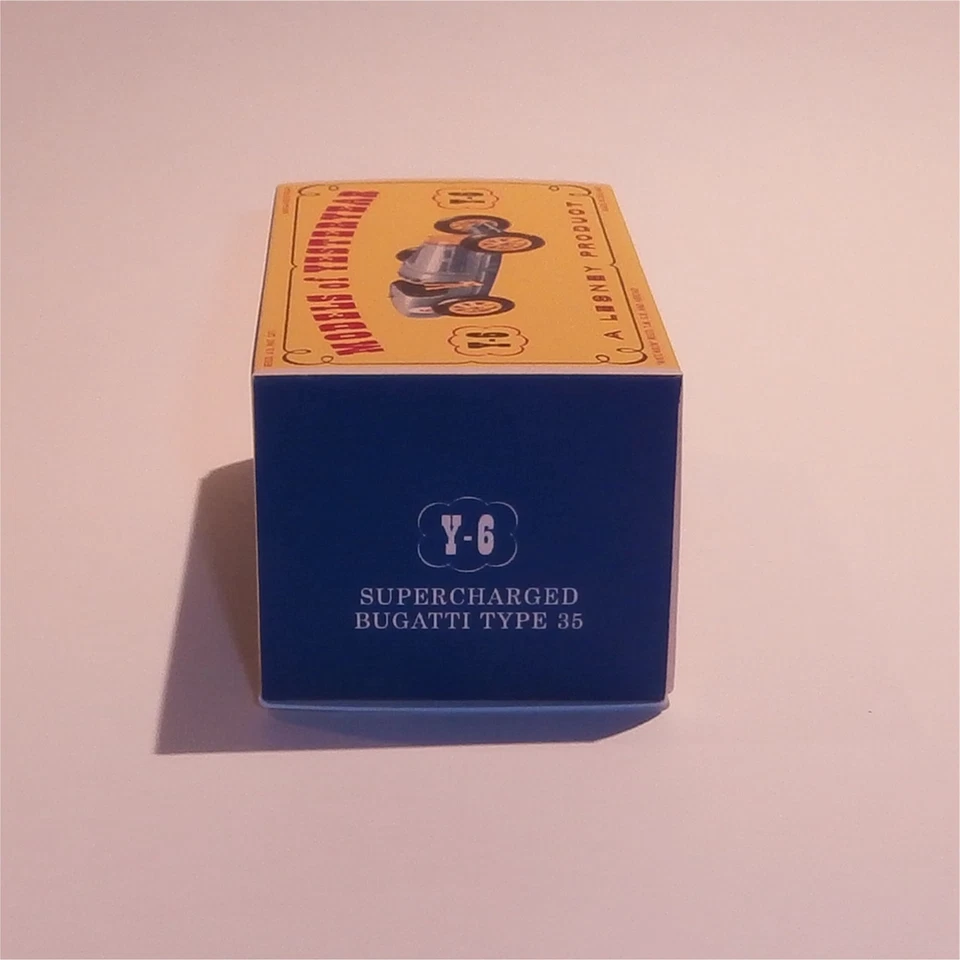 MODELS of YESTERYEAR
Y-6
Y-6
A LESNEY PRODUCT
Y-6
SUPERCHARGED
BUGATTI TYPE 35